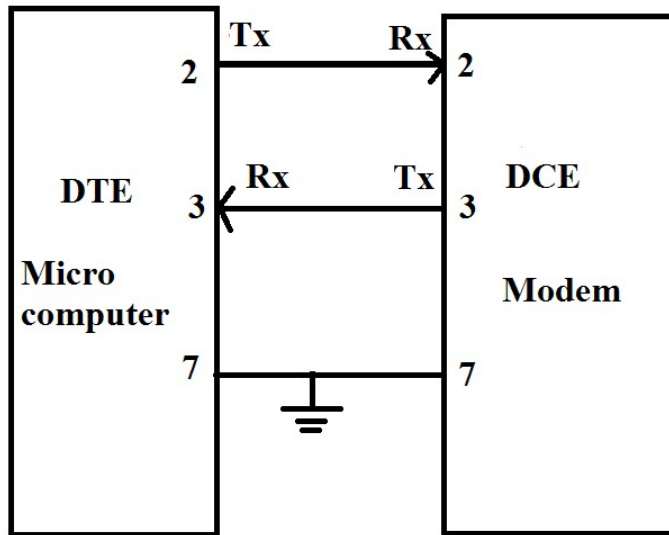 Tx Rx
2 2
DTE Rx Tx DCE
3 3
Micro
computer
Modem
7 7